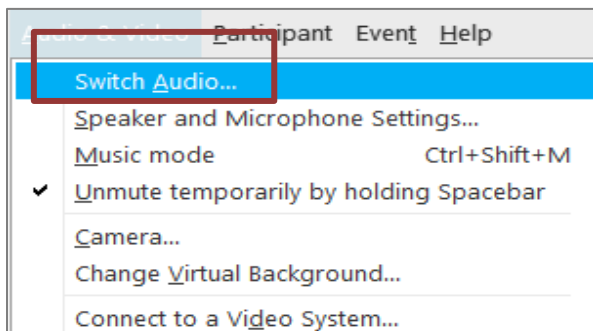 Audio & Video Participant Event Help
Switch Audio...
Speaker and Microphone Settings...
Music mode Ctrl+Shift+M
Unmute temporarily by holding Spacebar
Camera...
Change Virtual Background...
Connect to a Video System...